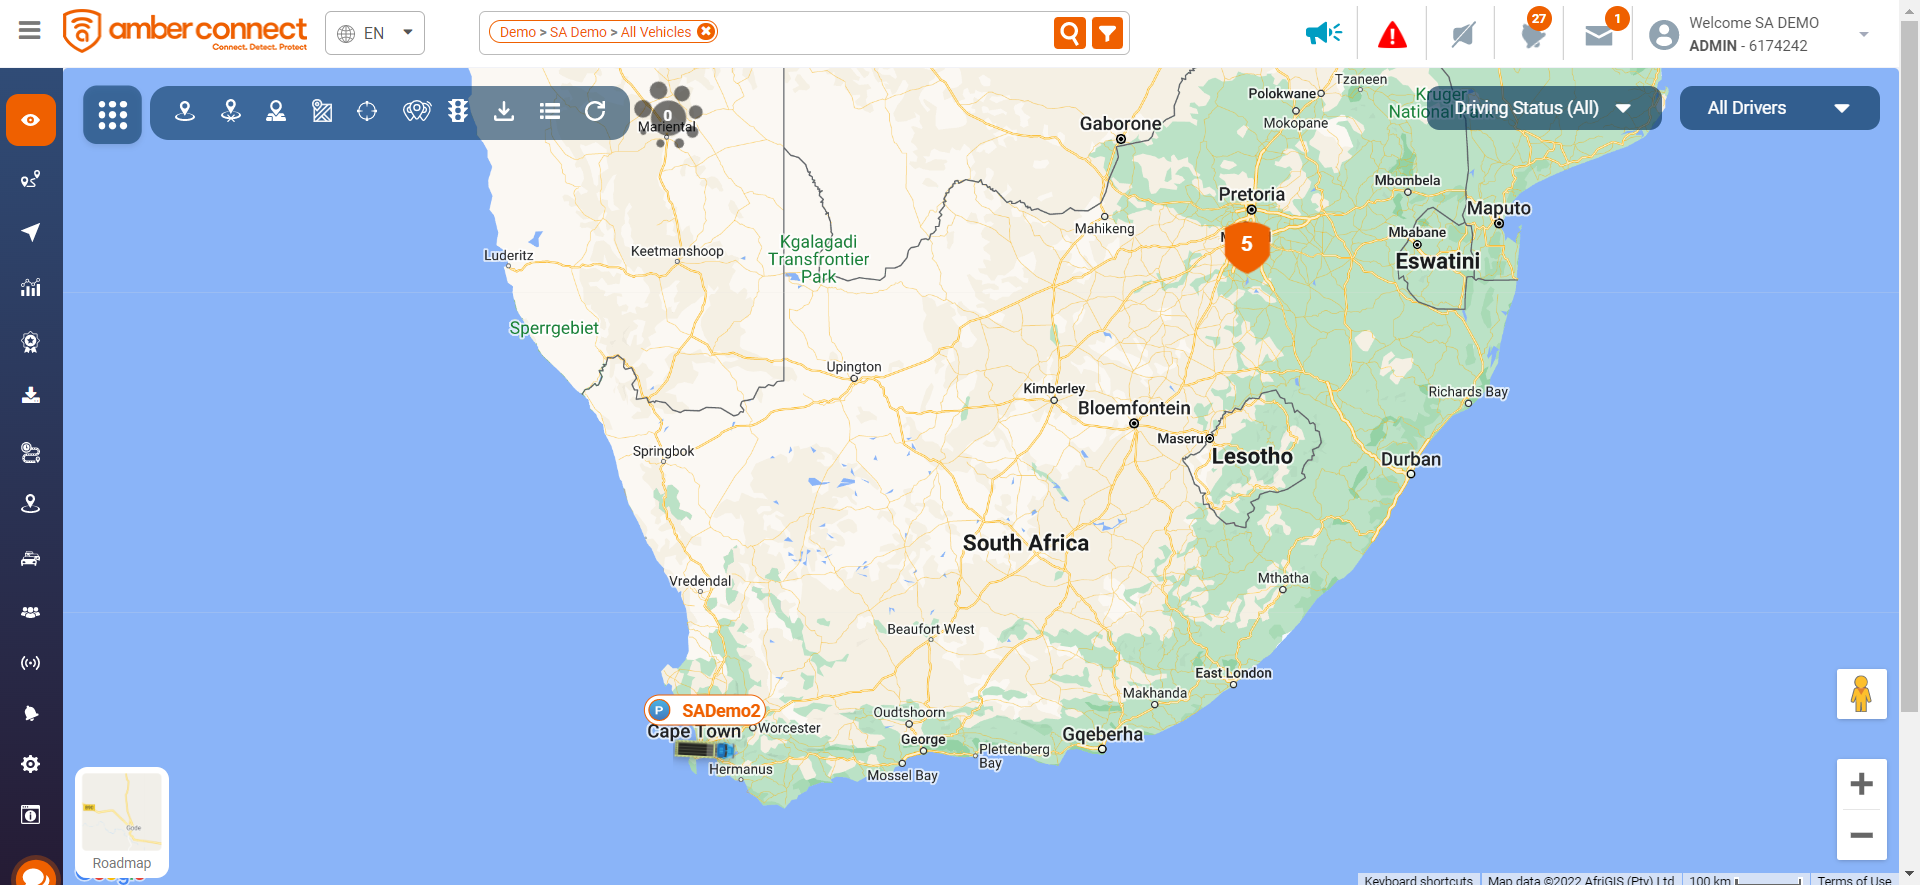 amber connect
Connect. Detect. Protect
EN
Demo > SA Demo > All Vehicles
27
1
Welcome SA DEMO
ADMIN - 6174242
Driving Status (All)
All Drivers
0
Mariental
Tzaneen
Polokwane
Kruger
National
Mokopane
Gaborone
Mbombela
Pretoria
Maputo
Mahikeng
Mbabane
5
Eswatini
Kgalagadi
Transfrontier
Park
Keetmanshoop
Luderitz
Sperrgebiet
Upington
Kimberley
Richards Bay
Bloemfontein
Maseru
Lesotho
Springbok
Durban
South Africa
Vredendal
Mthatha
Beaufort West
East London
Makhanda
P SADemo2
Cape Town
Worcester
Oudtshoorn
George
Gqeberha
Plettenberg
Bay
Hermanus
Mossel Bay
Gode
Roadmap
Keyboard shortcuts
Map data ©2022 AfriGIS (Pty) Ltd
100 km
Terms of Use